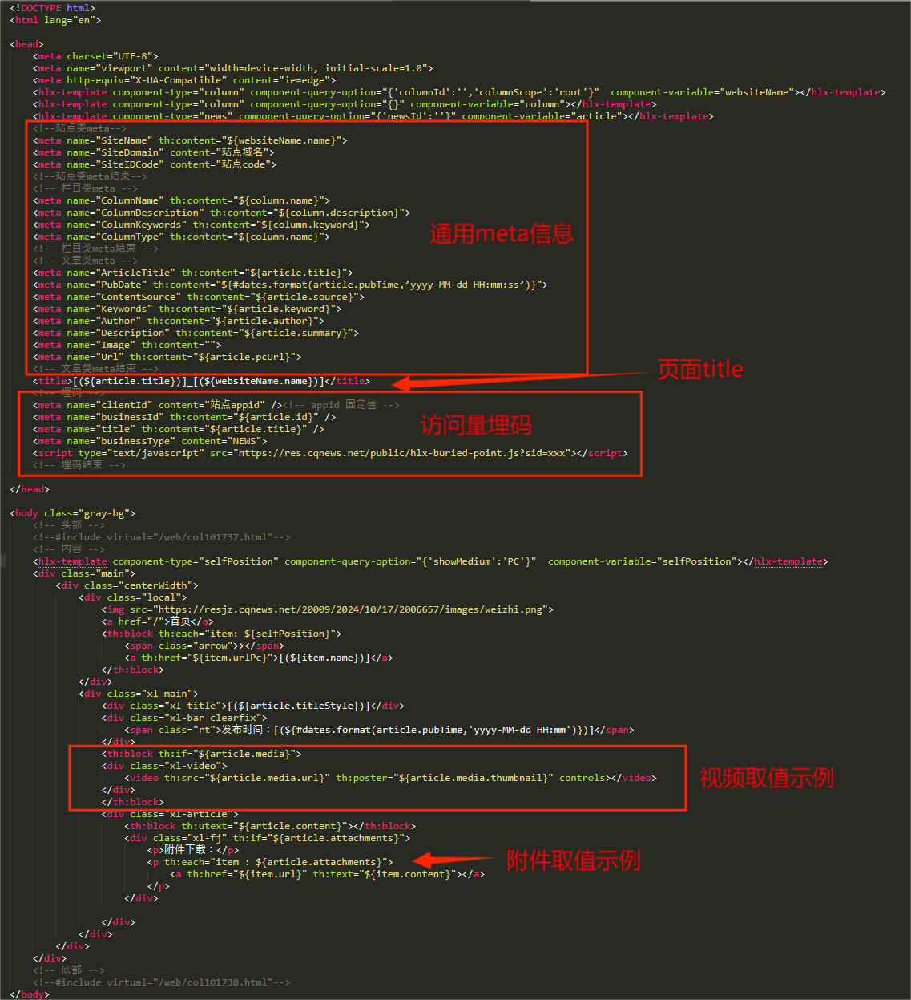 <!DOCTYPE html>
<html lang="en">
<head>
<meta charset="UTF-8">
<meta name="viewport" content="width=device-width, initial-scale=1.0">
<meta http-equiv="X-UA-Compatible" content="ie=edge">
<hlx-template component-type="column" component-query-option="{'columnId':'','columnScope':'root'}"  component-variable="websiteName"></hlx-template>
<hlx-template component-type="column" component-query-option="{}" component-variable="column"></hlx-template>
<hlx-template component-type="news" component-query-option="{'newsId':''}" component-variable="article"></hlx-template>
<!--站点类meta-->
<meta name="SiteName" th:content="${websiteName.name}">
<meta name="SiteDomain" content="站点域名">
<meta name="SiteIDCode" content="站点code">
<!--站点类meta结束-->
<!-- 栏目类meta -->
<meta name="ColumnName" th:content="${column.name}">
<meta name="ColumnDescription" th:content="${column.description}">
<meta name="ColumnKeywords" th:content="${column.keyword}">
<meta name="ColumnType" th:content="${column.name}">
通用meta信息
<!-- 栏目类meta结束 -->
<!-- 文章类meta -->
<meta name="ArticleTitle" th:content="${article.title}">
<meta name="PubDate" th:content="${#dates.format(article.pubTime,’yyyy-MM-dd HH:mm:ss’)}">
<meta name="ContentSource" th:content="${article.source}">
<meta name="Keywords" th:content="${article.keyword}">
<meta name="Author" th:content="${article.author}">
<meta name="Description" th:content="${article.summary}">
<meta name="Image" th:content="">
<meta name="Url" th:content="${article.pcUrl}">
<!-- 文章类meta结束 -->
页面title
<title>[(${article.title})]_[(${websiteName.name})]</title>
<!-- 埋码 -->
<meta name="clientId" content="站点appid" /><!-- appid 固定值 -->
<meta name="businessId" th:content="${article.id}" />
<meta name="title" th:content="${article.title}" />
访问量埋码
<meta name="businessType" content="NEWS">
<script type="text/javascript" src="https://res.cqnews.net/public/hlx-buried-point.js?sid=xxx"></script>
<!-- 埋码结束 -->
</head>
<body class="gray-bg">
<!-- 头部 -->
<!--#include virtual="/web/col101737.html"-->
<!-- 内容 -->
<hlx-template component-type="selfPosition" component-query-option="{'showMedium':'PC'}"  component-variable="selfPosition"></hlx-template>
<div class="main">
<div class="centerWidth">
<div class="local">
<img src="https://resjz.cqnews.net/20009/2024/10/17/2006657/images/weizhi.png">
<a href="/">首页</a>
<th:block th:each="item: ${selfPosition}">
<span class="arrow">></span>
<a th:href="${item.urlPc}">[(${item.name})]</a>
</th:block>
</div>
<div class="xl-main">
<div class="xl-title">[(${article.titleStyle})]</div>
<div class="xl-bar clearfix">
<span class="rt">发布时间：[(${#dates.format(article.pubTime,'yyyy-MM-dd HH:mm')})]</span>
</div>
<th:block th:if="${article.media}">
<div class="xl-video">
<video th:src="${article.media.url}" th:poster="${article.media.thumbnail}" controls></video>
视频取值示例
</div>
</th:block>
<div class="xl-article">
<th:block th:utext="${article.content}"></th:block>
<div class="xl-fj" th:if="${article.attachments}">
<p>附件下载：</p>
<p th:each="item : ${article.attachments}">
附件取值示例
<a th:href="${item.url}" th:text="${item.content}"></a>
</p>
</div>
</div>
</div>
</div>
</div>
<!-- 底部 -->
<!--#include virtual="/web/col101738.html"-->
</body>